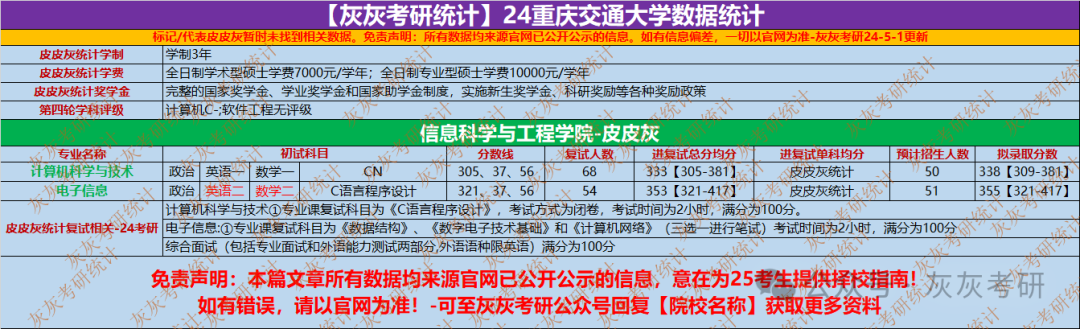 【灰灰考研统计】24重庆交通大学数据统计
标记/代表皮皮灰暂时未找到相关数据。免责声明：所有数据均来源官网已公开公示的信息。如有信息偏差，一切以官网为准-灰灰考研24-5-1更新
皮皮灰统计学制 学制3年
皮皮灰统计学费 全日制学术型硕士学费7000元/学年；全日制专业型硕士学费10000元/学年
皮皮灰统计奖学金 完整的国家奖学金、学业奖学金和国家助学金制度，实施新生奖学金、科研奖励等各种奖励政策
第四轮学科评级 计算机C-;软件工程无评级
信息科学与工程学院-皮皮灰
专业名称 初试科目 分数线 复试人数 进复试总分均分 进复试单科均分 预计招生人数 拟录取分数
计算机科学与技术 政治 英语一 数学一 CN 305、37、56 68 333【305-381】 皮皮灰统计 50 338【309-381】
电子信息 政治 英语二 数学二 C语言程序设计 321、37、56 54 353【321-417】 皮皮灰统计 51 355【321-417】
皮皮灰统计复试相关-24考研
计算机科学与技术①专业课复试科目为《C语言程序设计》，考试方式为闭卷，考试时间为2小时，满分为100分。
电子信息:①专业课复试科目为《数据结构》、《数字电子技术基础》和《计算机网络》（三选一进行笔试）考试时间为2小时，满分为100分
综合面试（包括专业面试和外语能力测试两部分,外语语种限英语）满分为100分
免责声明：本篇文章所有数据均来源官网已公开公示的信息，意在为25考生提供择校指南！
如有错误，请以官网为准！-可至灰灰考研公众号回复【院校名称】获取更多资料
公众号·灰灰考研
灰灰考研统计